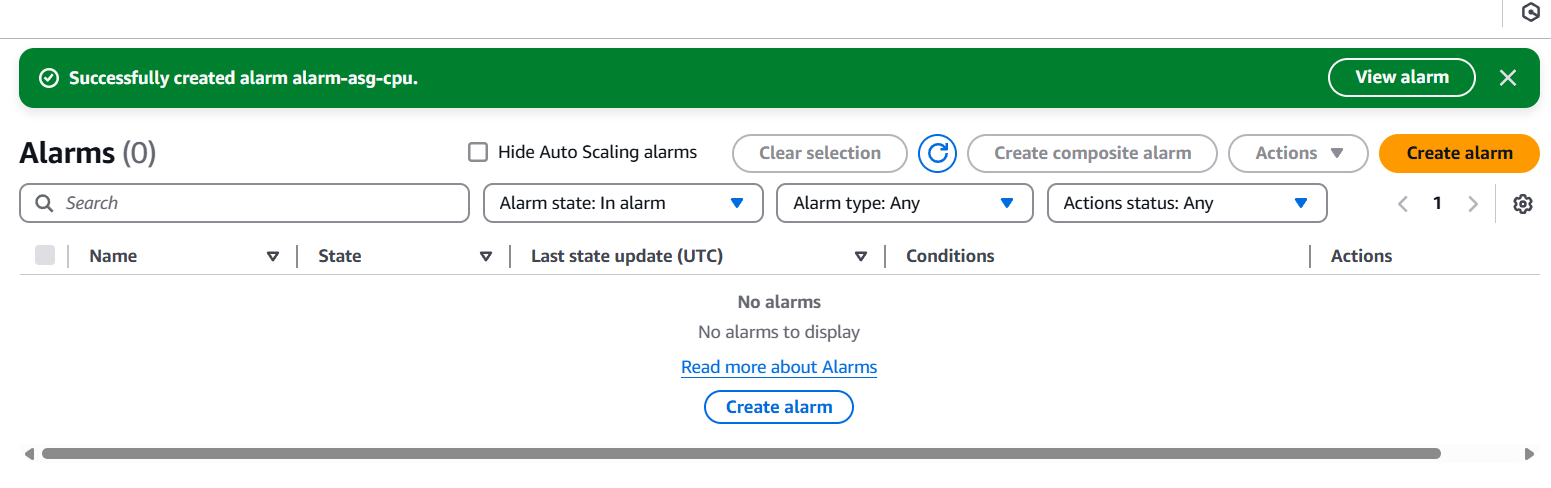 Successfully created alarm alarm-asg-cpu.
View alarm
Alarms (0)
Hide Auto Scaling alarms
Clear selection
Create composite alarm
Actions
Create alarm
Search
Alarm state: In alarm
Alarm type: Any
Actions status: Any
1
Name
State
Last state update (UTC)
Conditions
Actions
No alarms
No alarms to display
Read more about Alarms
Create alarm